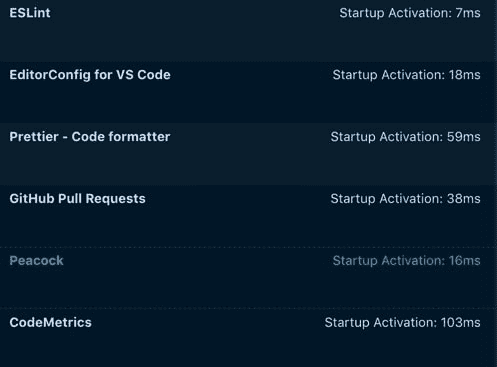 ESLint Startup Activation: 7ms
EditorConfig for VS Code Startup Activation: 18ms
Prettier - Code formatter Startup Activation: 59ms
GitHub Pull Requests Startup Activation: 38ms
Peacock Startup Activation: 16ms
CodeMetrics Startup Activation: 103ms